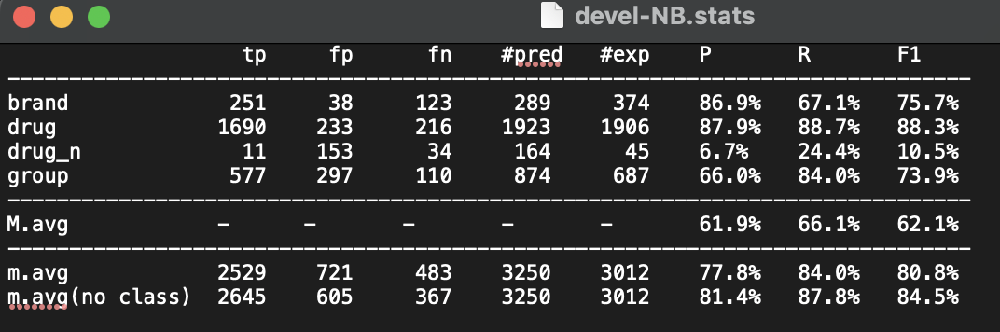 devel-NB.stats
tp fp fn #pred #exp P R F1
------------------------------------------------------------------------------
brand 251 38 123 289 374 86.9% 67.1% 75.7%
drug 1690 233 216 1923 1906 87.9% 88.7% 88.3%
drug_n 11 153 34 164 45 6.7% 24.4% 10.5%
group 577 297 110 874 687 66.0% 84.0% 73.9%
------------------------------------------------------------------------------
M.avg - - - - - 61.9% 66.1% 62.1%
------------------------------------------------------------------------------
m.avg 2529 721 483 3250 3012 77.8% 84.0% 80.8%
m.avg(no class) 2645 605 367 3250 3012 81.4% 87.8% 84.5%